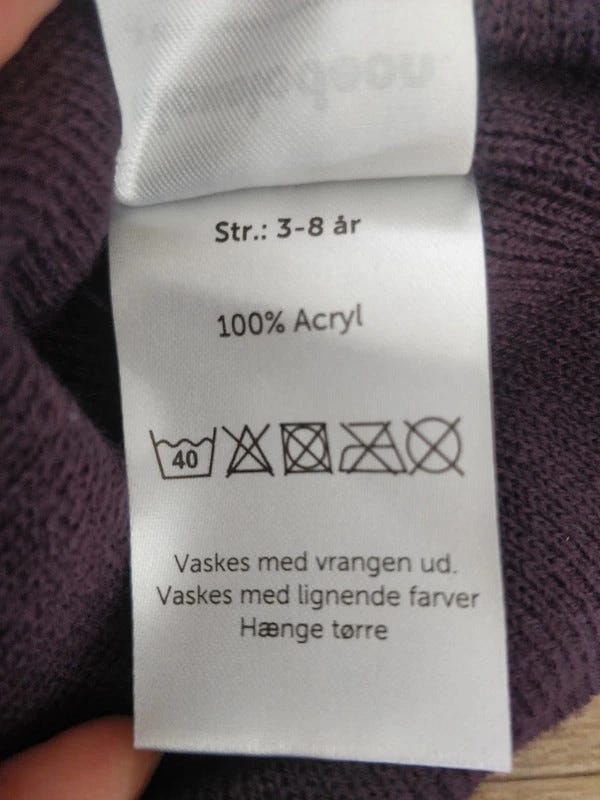 Str.: 3-8 år
100% Acryl
40
Vaskes med vrangen ud.
Vaskes med lignende farver
Hænge tørre